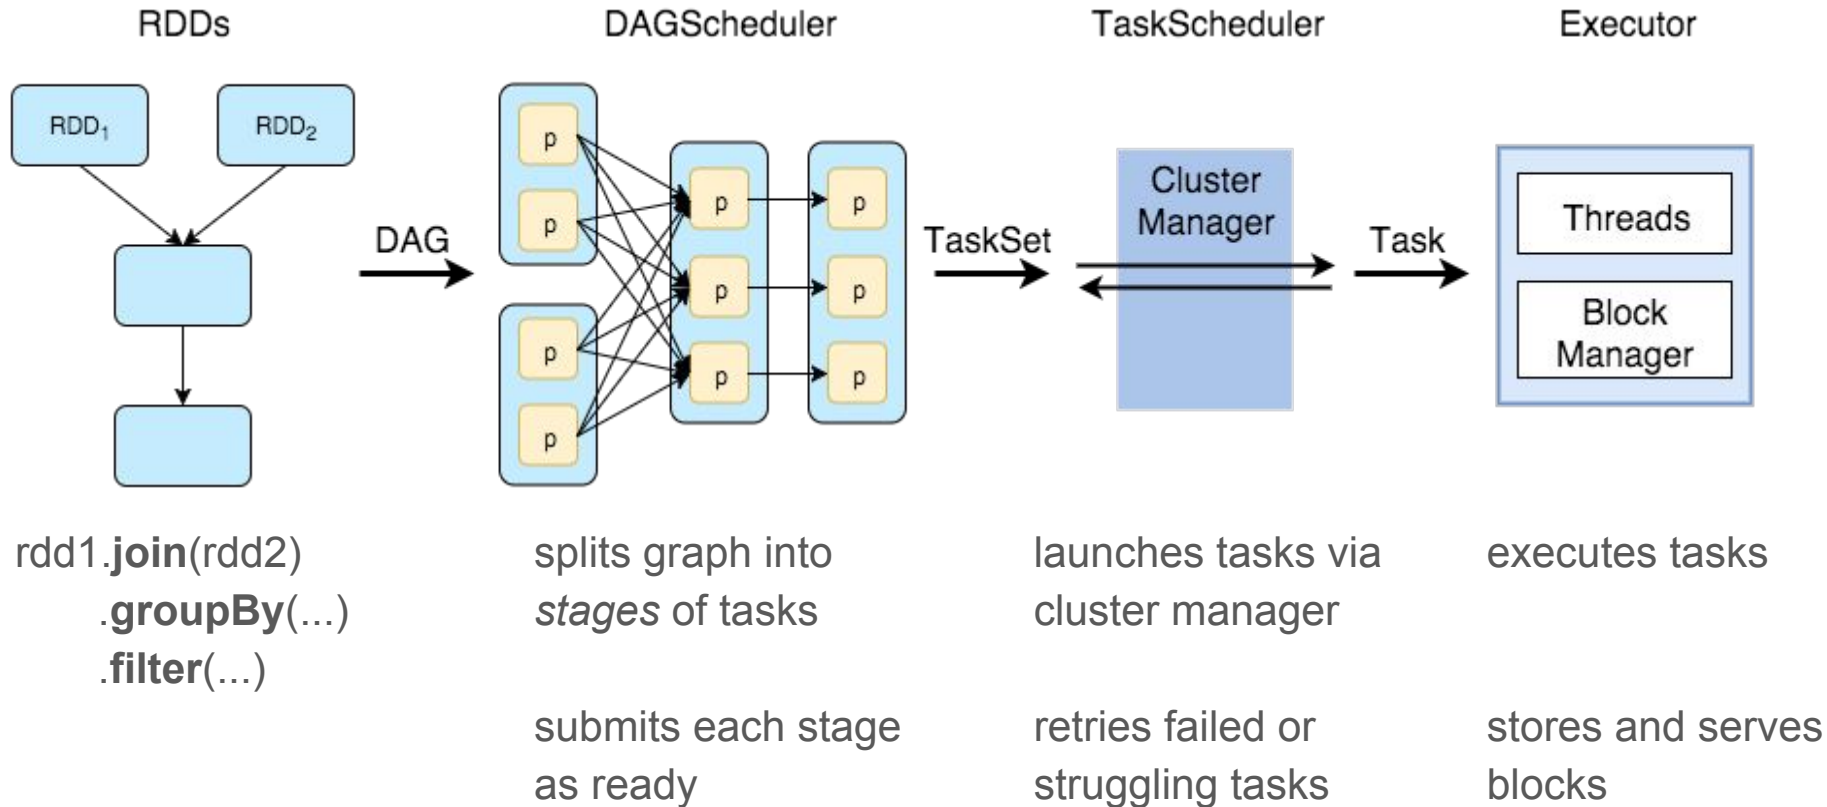 RDDs
DAGScheduler
TaskScheduler
Executor
RDD₁
RDD₂
DAG
p
p
p
p
p
p
p
p
p
p
TaskSet
Cluster
Manager
Task
Threads
Block
Manager
rdd1.join(rdd2)
.groupBy(...)
.filter(...)
splits graph into
stages of tasks
submits each stage
as ready
launches tasks via
cluster manager
retries failed or
struggling tasks
executes tasks
stores and serves
blocks